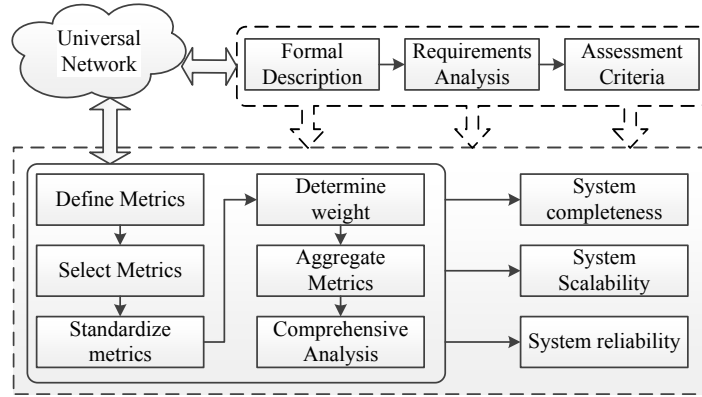 Universal
Network
Formal
Description
Requirements
Analysis
Assessment
Criteria
Define Metrics
Select Metrics
Standardize
metrics
Determine
weight
Aggregate
Metrics
Comprehensive
Analysis
System
completeness
System
Scalability
System reliability